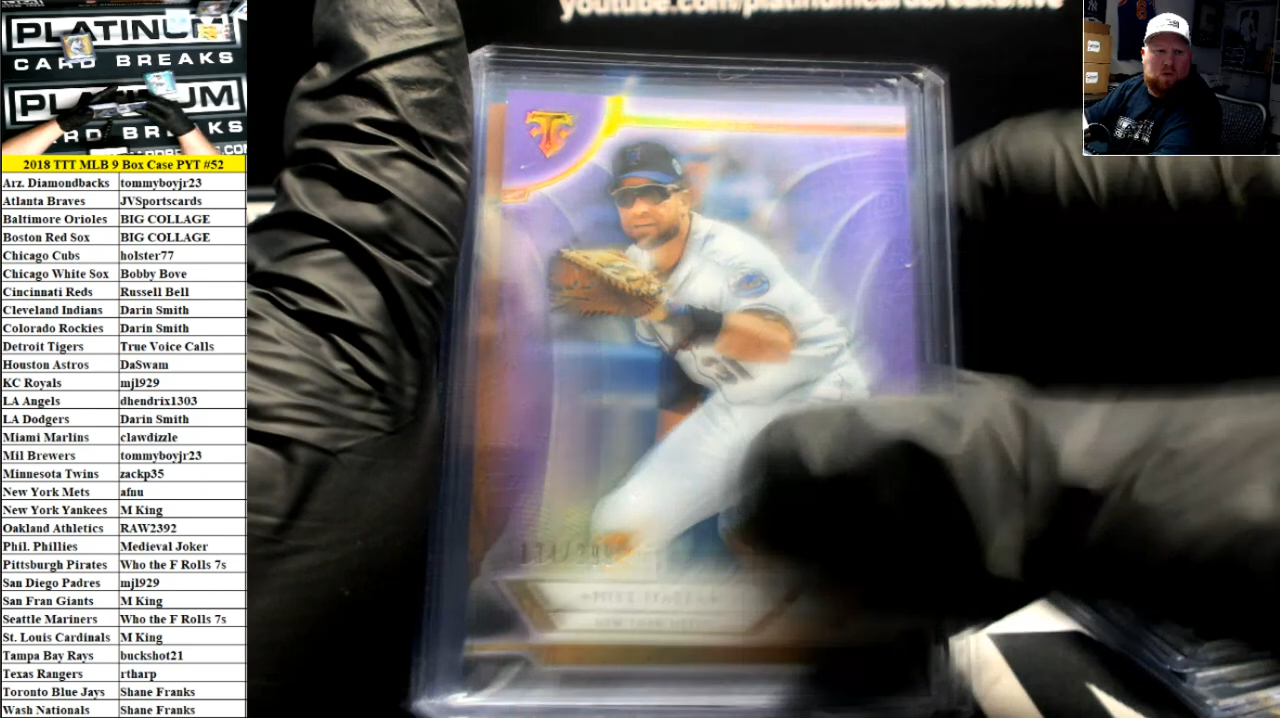 youtube.com/platinumcardbreakslive
PLATINUM
CARD BREAKS
2018 TTT MLB 9 Box Case PYT #52
Arz. Diamondbacks tommyboyjr23
Atlanta Braves JVSportscards
Baltimore Orioles BIG COLLAGE
Boston Red Sox BIG COLLAGE
Chicago Cubs holster77
Chicago White Sox Bobby Bove
Cincinnati Reds Russell Bell
Cleveland Indians Darin Smith
Colorado Rockies Darin Smith
Detroit Tigers True Voice Calls
Houston Astros DaSwam
KC Royals mjl929
LA Angels dhendrix1303
LA Dodgers Darin Smith
Miami Marlins clawdizzle
Mil Brewers tommyboyjr23
Minnesota Twins zackp35
New York Mets afnu
New York Yankees M King
Oakland Athletics RAW2392
Phil. Phillies Medieval Joker
Pittsburgh Pirates Who the F Rolls 7s
San Diego Padres mjl929
San Fran Giants M King
Seattle Mariners Who the F Rolls 7s
St. Louis Cardinals M King
Tampa Bay Rays buckshot21
Texas Rangers rtharp
Toronto Blue Jays Shane Franks
Wash Nationals Shane Franks